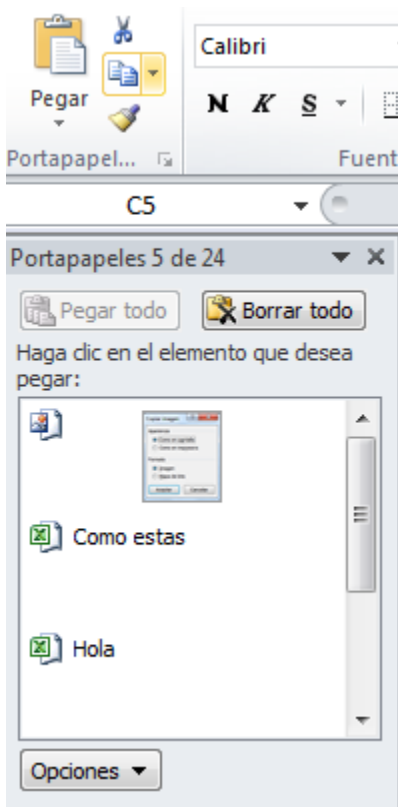 Calibri
Pegar
N K S
Portapapel...
Fuent
C5
Portapapeles 5 de 24
Pegar todo
Borrar todo
Haga clic en el elemento que desea
pegar:
Como estas
Hola
Opciones